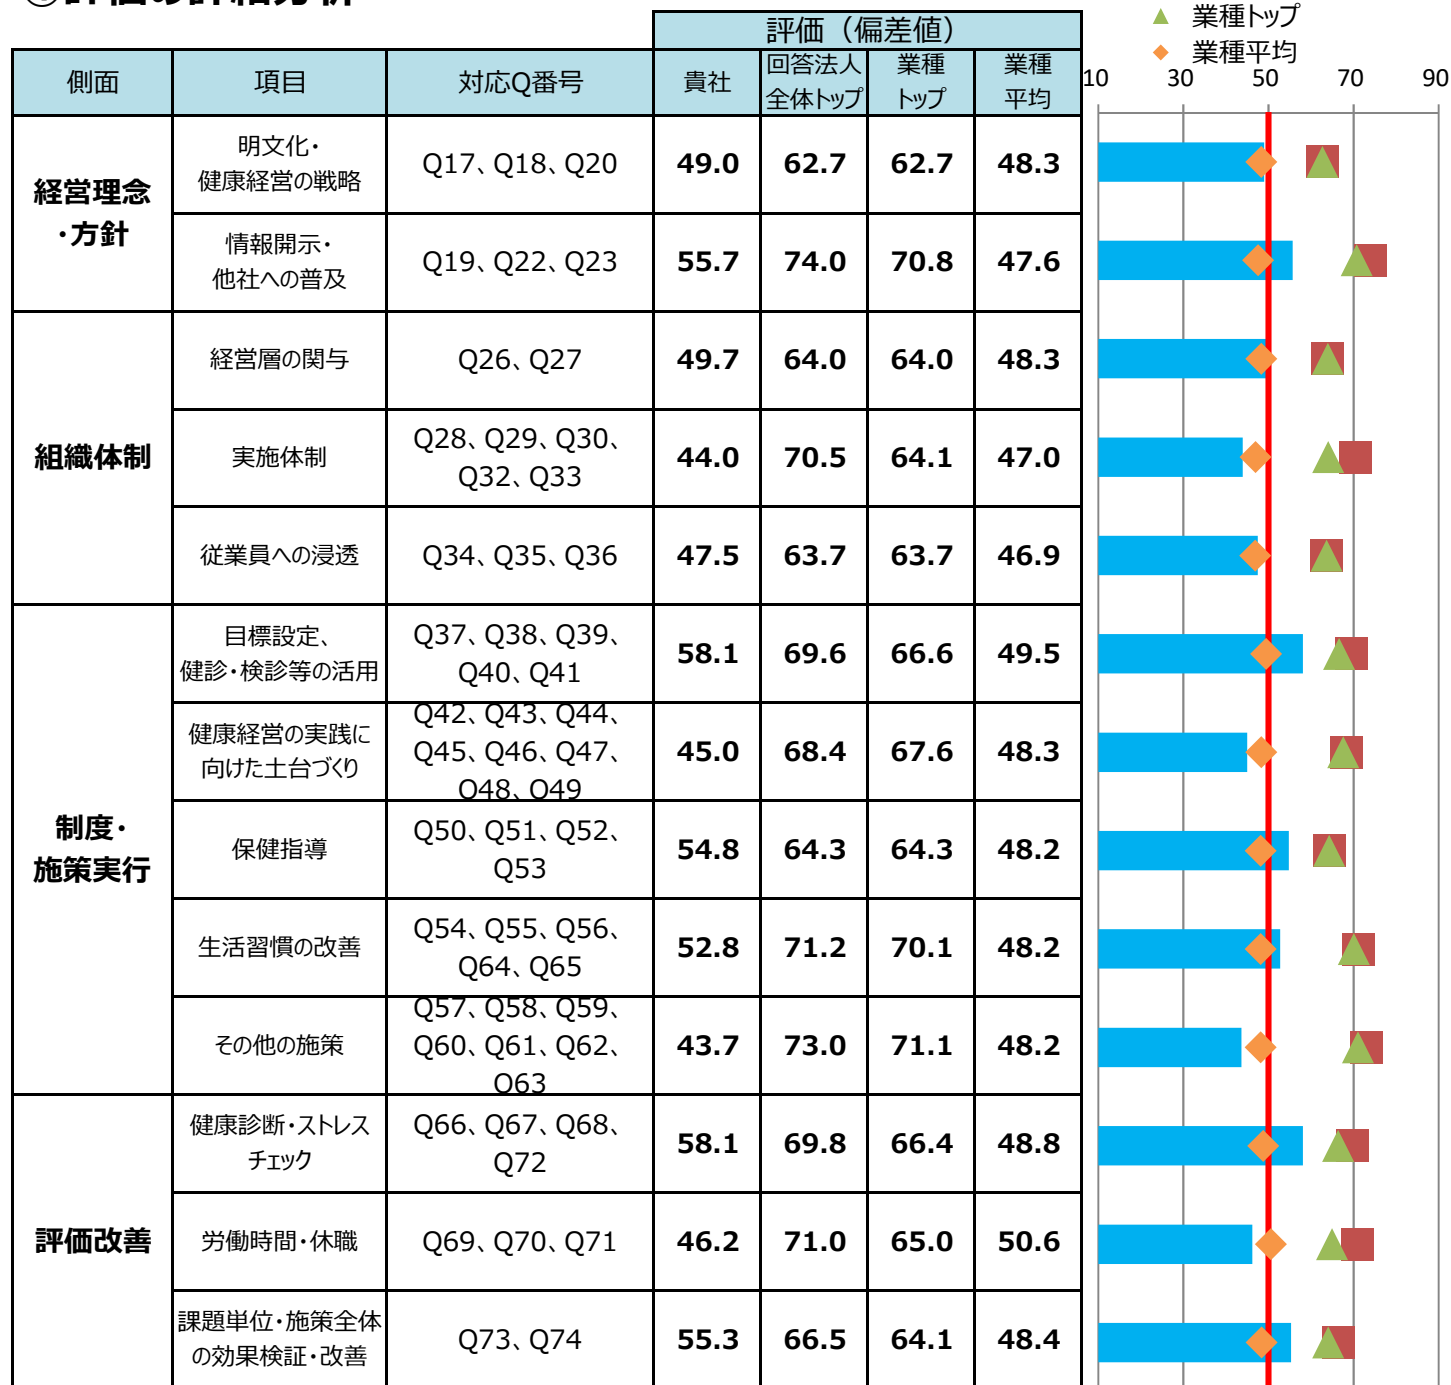 評価（偏差値）
▲ 業種トップ
◆ 業種平均
側面 項目 対応Q番号 貴社 回答法人 業種 業種
全体トップ トップ 平均
10 30 50 70 90
経営理念
・方針
明文化・
健康経営の戦略
Q17、Q18、Q20 49.0 62.7 62.7 48.3
情報開示・
他社への普及
Q19、Q22、Q23 55.7 74.0 70.8 47.6
組織体制
経営層の関与 Q26、Q27 49.7 64.0 64.0 48.3
実施体制
Q28、Q29、Q30、
Q32、Q33
44.0 70.5 64.1 47.0
従業員への浸透 Q34、Q35、Q36 47.5 63.7 63.7 46.9
制度・
施策実行
目標設定、
健診・検診等の活用
Q37、Q38、Q39、
Q40、Q41
58.1 69.6 66.6 49.5
健康経営の実践に
向けた土台づくり
Q42、Q43、Q44、
Q45、Q46、Q47、
Q48、Q49
45.0 68.4 67.6 48.3
保健指導
Q50、Q51、Q52、
Q53
54.8 64.3 64.3 48.2
生活習慣の改善
Q54、Q55、Q56、
Q64、Q65
52.8 71.2 70.1 48.2
その他の施策
Q57、Q58、Q59、
Q60、Q61、Q62、
Q63
43.7 73.0 71.1 48.2
評価改善
健康診断・ストレス
チェック
Q66、Q67、Q68、
Q72
58.1 69.8 66.4 48.8
労働時間・休職 Q69、Q70、Q71 46.2 71.0 65.0 50.6
課題単位・施策全体
の効果検証・改善
Q73、Q74 55.3 66.5 64.1 48.4